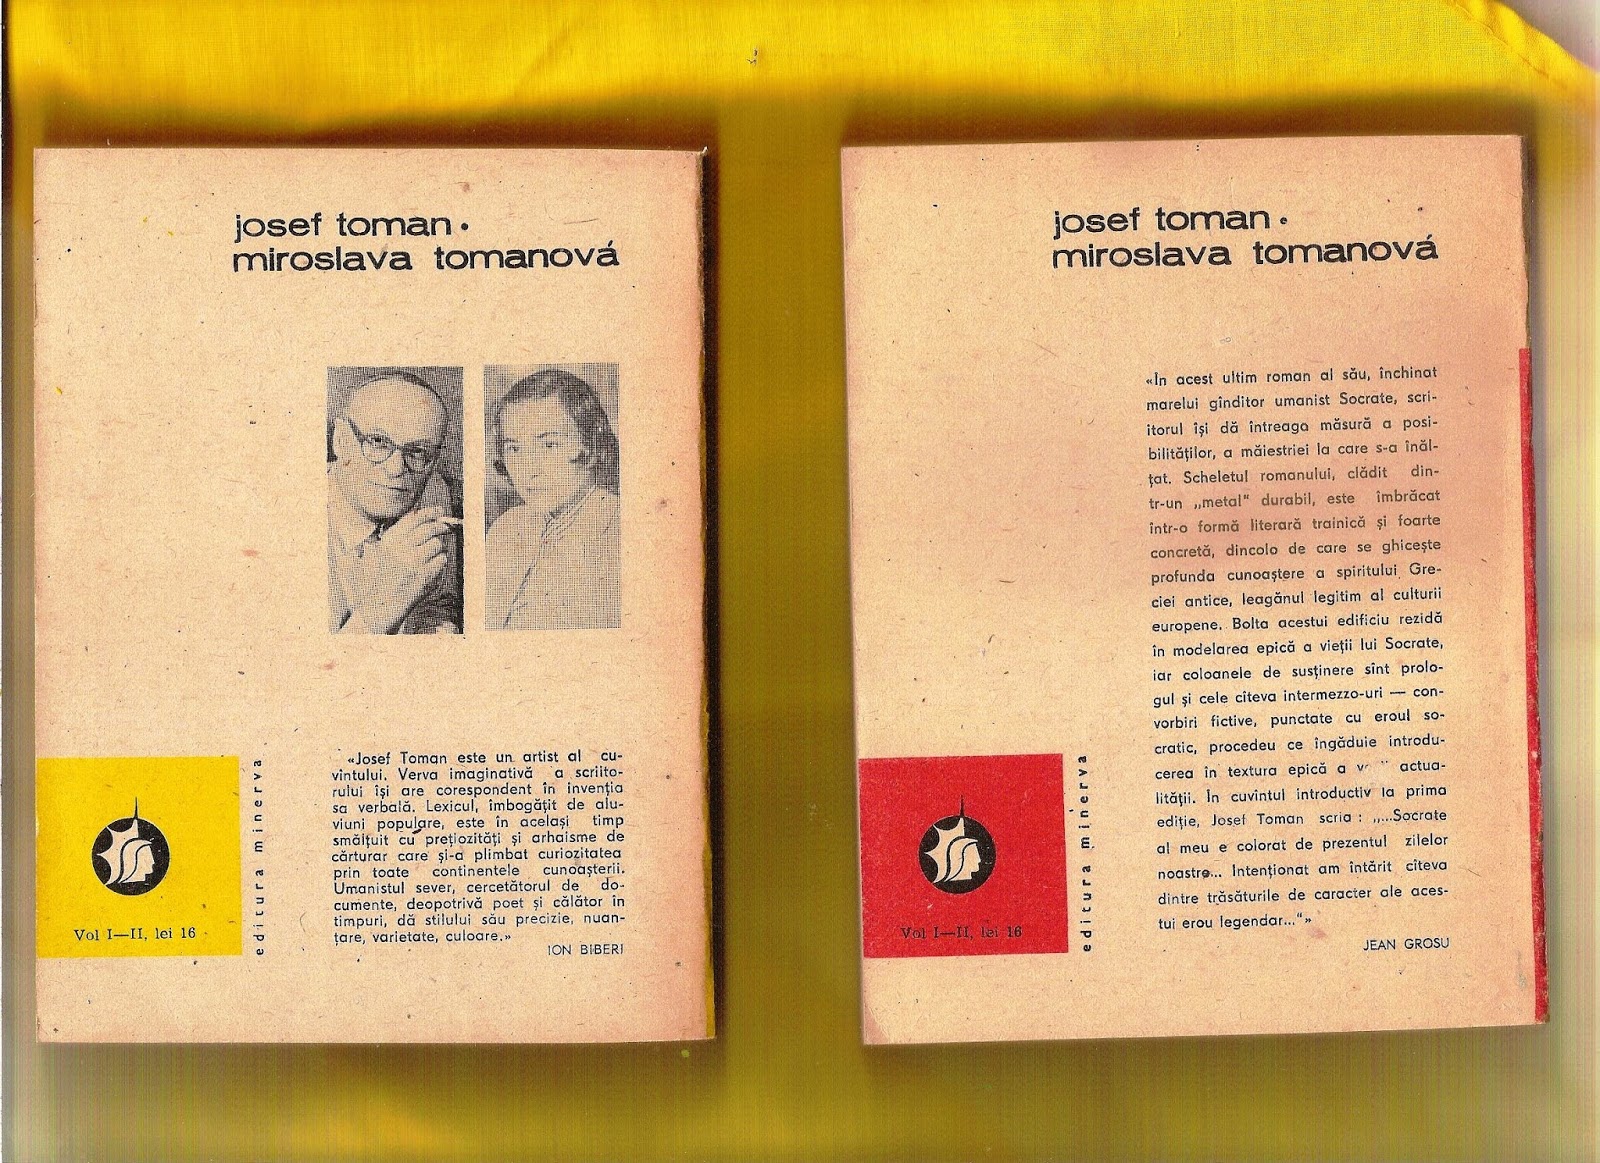 josef toman •
miroslava tomanová
«Josef Toman este un artist al cu-
vintului. Verva imaginativă a scriito-
rului își are corespondent în invenția
sa verbală. Lexicul, îmbogățit de alu-
viuni populare, este în același timp
smălțuit cu prețiozități și arhaisme de
cărturar care și-a plimbat curiozitatea
prin toate continentele cunoașterii.
Umanistul sever, cercetătorul de do-
cumente, deopotrivă poet și călător în
timpuri, dă stilului său precizie, nuan-
țare, varietate, culoare.»
ION BIBERI
editura minerva
Vol I—II, lei 16
josef toman •
miroslava tomanová
«În acest ultim roman al său, închinat
marelui gînditor umanist Socrate, scri-
itorul își dă întreaga măsură a posi-
bilităților, a măiestriei la care s-a înăl-
țat. Scheletul romanului, clădit din-
tr-un „metal" durabil, este îmbrăcat
într-o formă literară trainică și foarte
concretă, dincolo de care se ghicește
profunda cunoaștere a spiritului Gre-
ciei antice, leagănul legitim al culturii
europene. Bolta acestui edificiu rezidă
în modelarea epică a vieții lui Socrate,
iar coloanele de susținere sînt prolo-
gul și cele cîteva intermezzo-uri — con-
vorbiri fictive, punctate cu eroul so-
cratic, procedeu ce îngăduie introdu-
cerea în textura epică a actua-
lității. În cuvîntul introductiv la prima
ediție, Josef Toman scria : „...Socrate
al meu e colorat de prezentul zilelor
noastre... Intenționat am întărit cîteva
dintre trăsăturile de caracter ale aces-
tui erou legendar..."»
JEAN GROSU
editura minerva
Vol I—II, lei 16